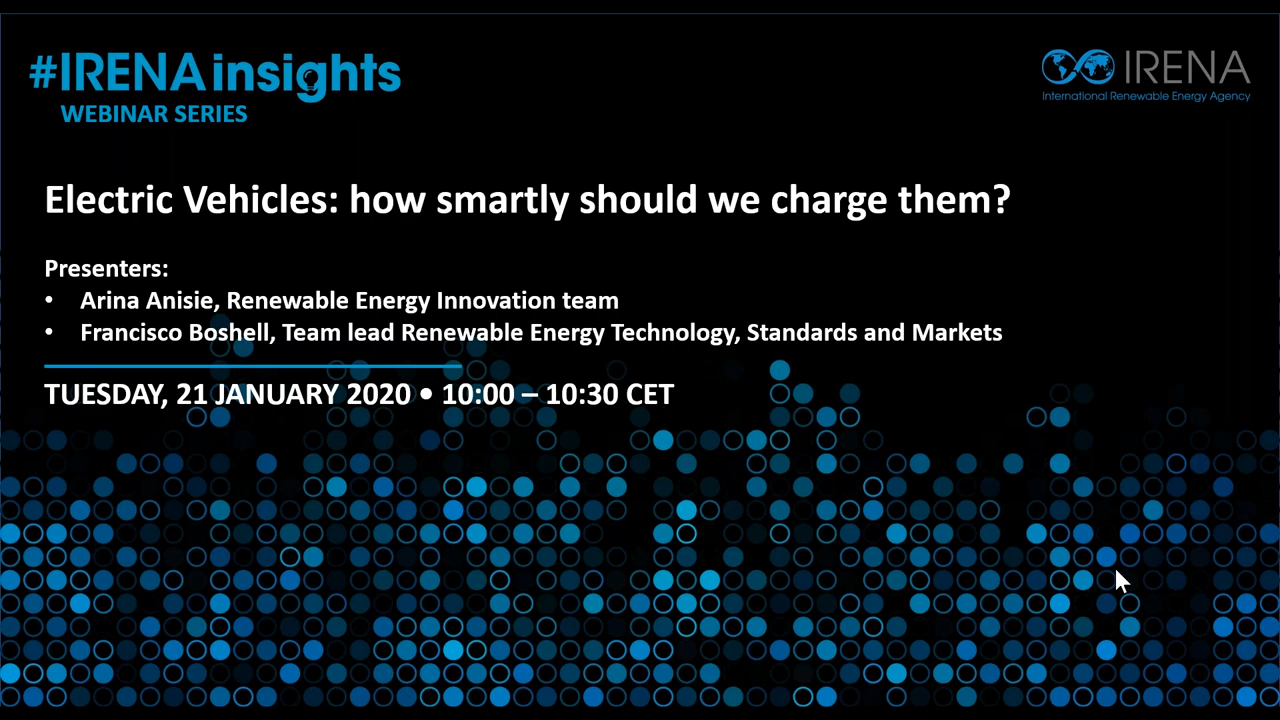 #IRENAinsights
WEBINAR SERIES
IRENA
International Renewable Energy Agency
Electric Vehicles: how smartly should we charge them?
Presenters:
• Arina Anisie, Renewable Energy Innovation team
• Francisco Boshell, Team lead Renewable Energy Technology, Standards and Markets
TUESDAY, 21 JANUARY 2020 • 10:00 – 10:30 CET